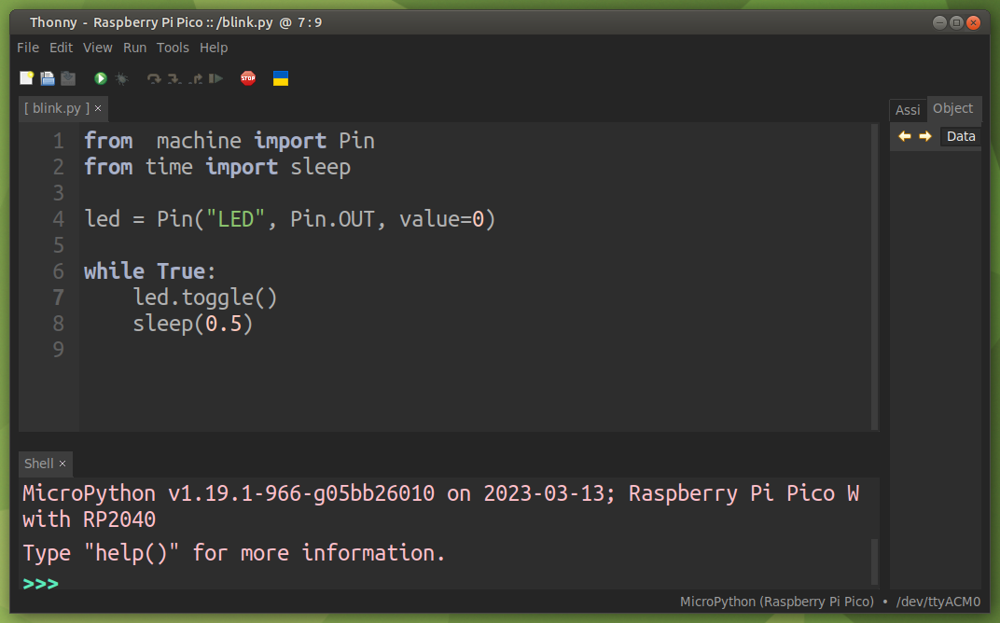 Thonny - Raspberry Pi Pico :: /blink.py @ 7 : 9
File Edit View Run Tools Help
STOP
[ blink.py ] ×
Assi Object
Data
1 from  machine import Pin
2 from time import sleep
3
4 led = Pin("LED", Pin.OUT, value=0)
5
6 while True:
7     led.toggle()
8     sleep(0.5)
9
Shell ×
MicroPython v1.19.1-966-g05bb26010 on 2023-03-13; Raspberry Pi Pico W
with RP2040
Type "help()" for more information.
>>>
MicroPython (Raspberry Pi Pico) • /dev/ttyACM0